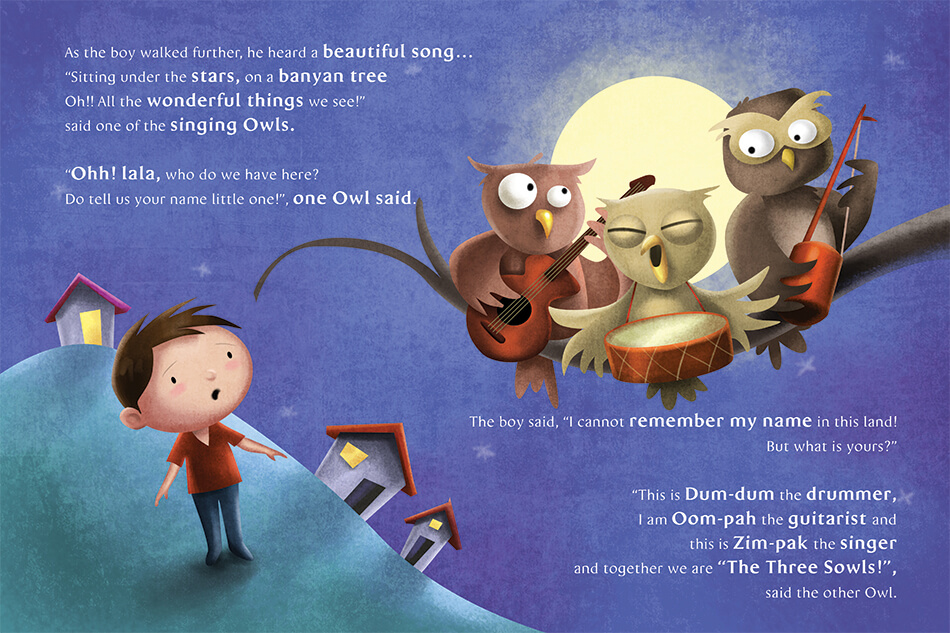 As the boy walked further, he heard a beautiful song...
“Sitting under the stars, on a banyan tree
Oh!! All the wonderful things we see!”
said one of the singing Owls.
“Ohh! lala, who do we have here?
Do tell us your name little one!”, one Owl said.
The boy said, “I cannot remember my name in this land!
But what is yours?”
“This is Dum-dum the drummer,
I am Oom-pah the guitarist and
this is Zim-pak the singer
and together we are “The Three Sowls!”,
said the other Owl.